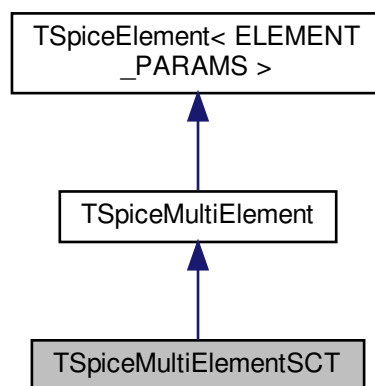 TSpiceElement< ELEMENT
_PARAMS >
TSpiceMultiElement
TSpiceMultiElementSCT